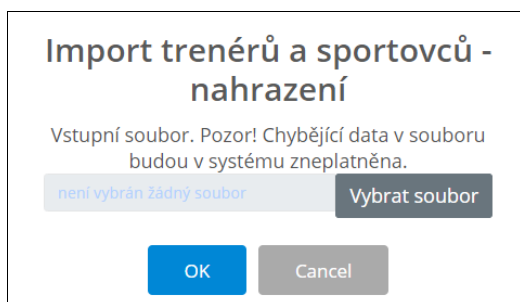 Import trenérů a sportovců -
nahrazení
Vstupní soubor. Pozor! Chybějící data v souboru
budou v systému zneplatněna.
není vybrán žádný soubor
Vybrat soubor
OK
Cancel